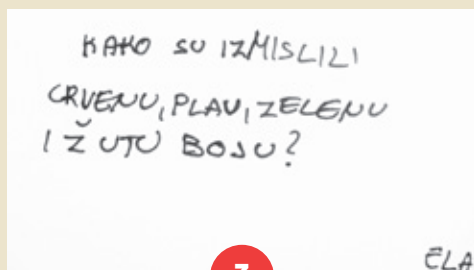 KAKO SU IZMISLILI
CRVENU, PLAVU, ZELENU
I ŽUTU BOJU?
ELA